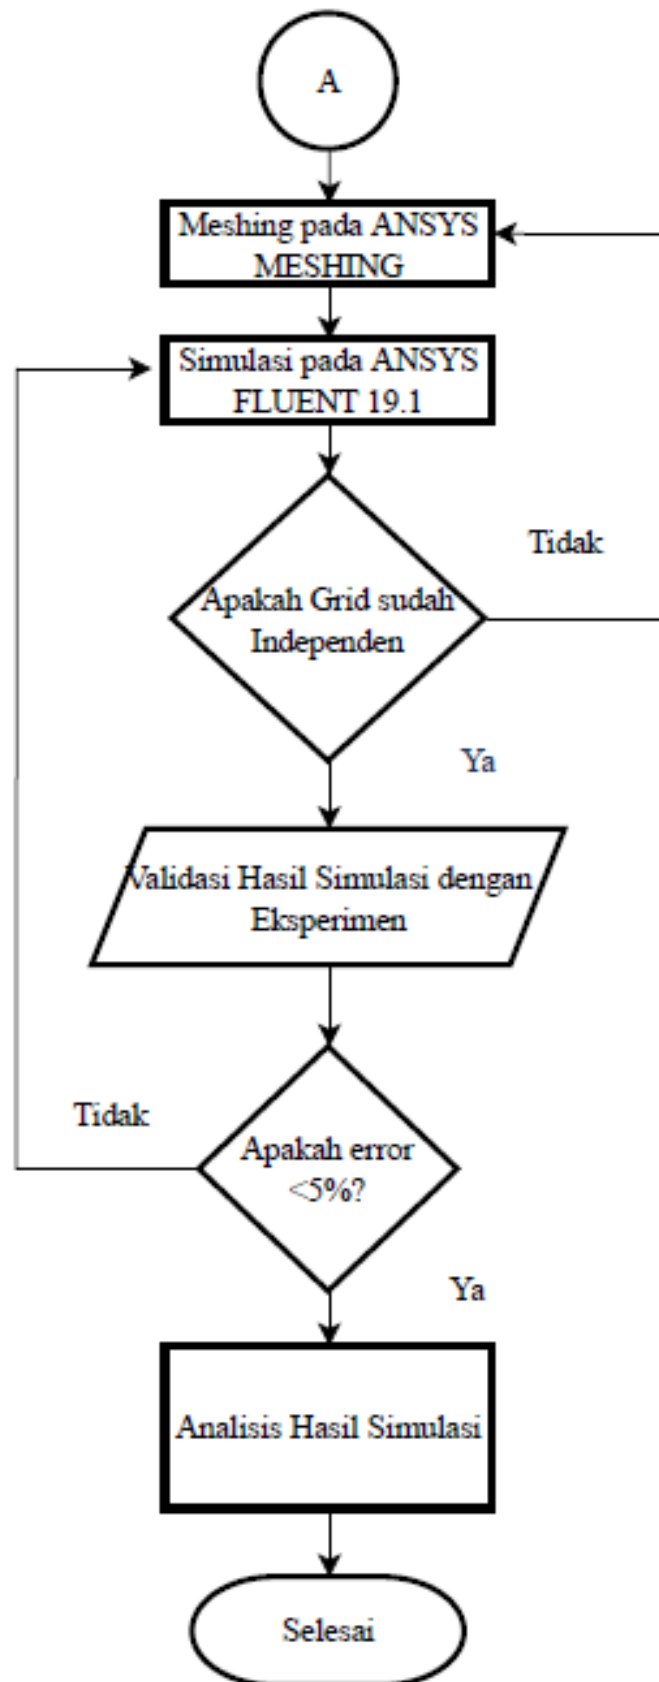 A
Meshing pada ANSYS
MESHING
Simulasi pada ANSYS
FLUENT 19.1
Tidak
Apakah Grid sudah
Independen
Ya
Validasi Hasil Simulasi dengan
Eksperimen
Tidak
Apakah error
<5%?
Ya
Analisis Hasil Simulasi
Selesai